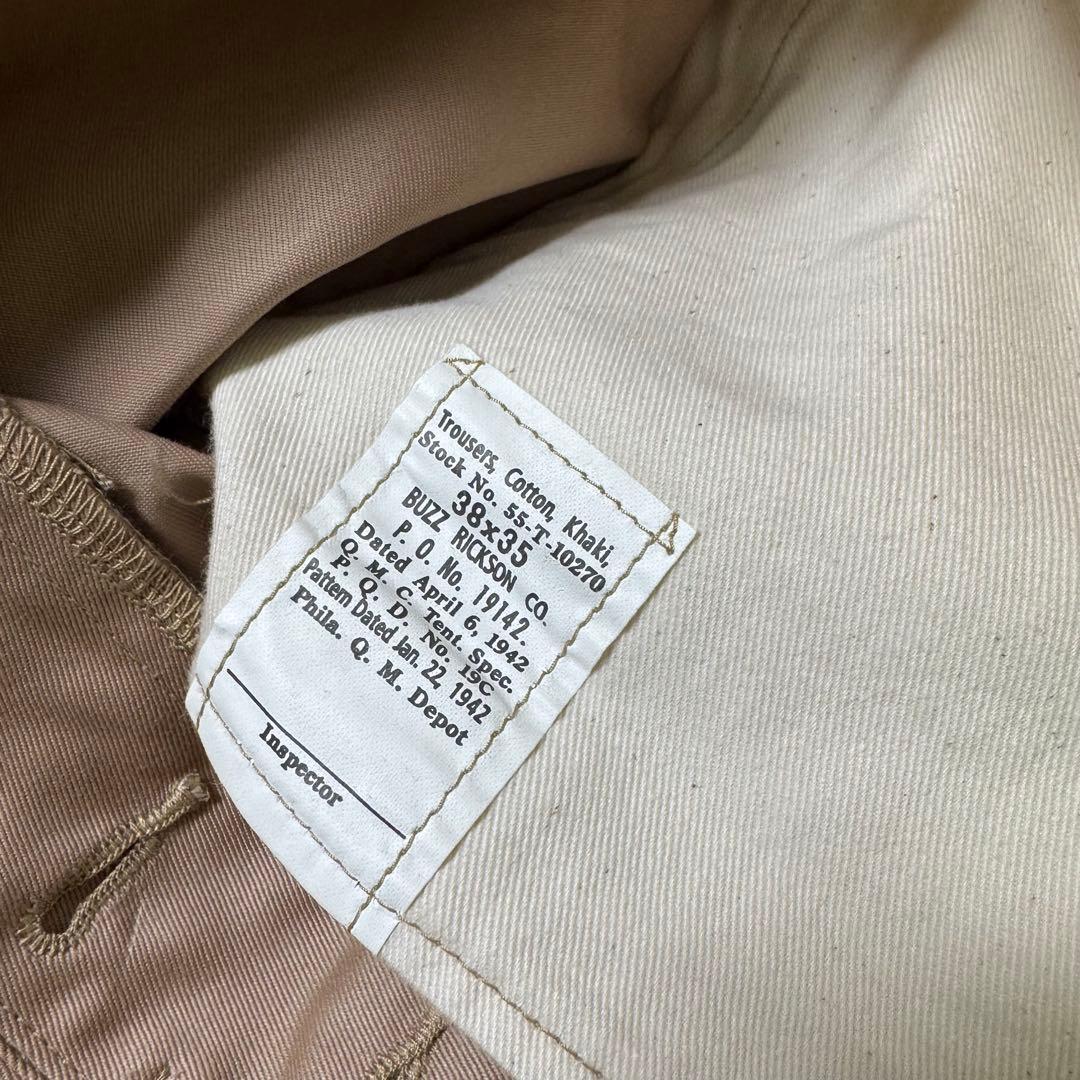 Trousers, Cotton, Khaki,
Stock No. 55-T-10270
38x35
BUZZ RICKSON CO.
P. O. No. 19142.
Dated April 6, 1942
Q. M. C. Tent. Spec.
P. Q. D. No. 19C
Pattern Dated Jan. 22, 1942
Phila. Q. M. Depot
Inspector